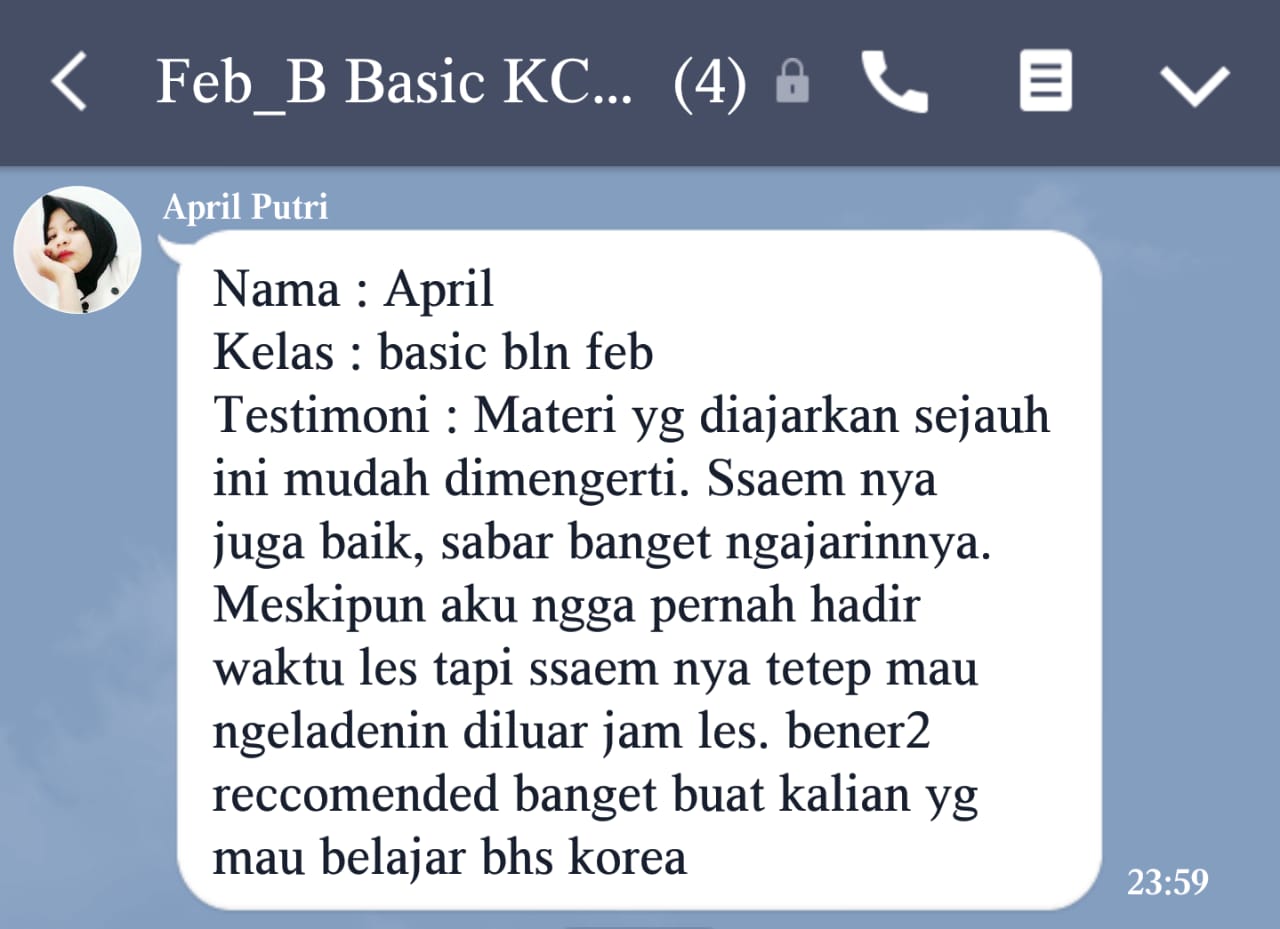 Feb_B Basic KC... (4)
April Putri
Nama : April
Kelas : basic bln feb
Testimoni : Materi yg diajarkan sejauh
ini mudah dimengerti. Ssaem nya
juga baik, sabar banget ngajarinnya.
Meskipun aku ngga pernah hadir
waktu les tapi ssaem nya tetep mau
ngeladenin diluar jam les. bener2
reccomended banget buat kalian yg
mau belajar bhs korea
23:59